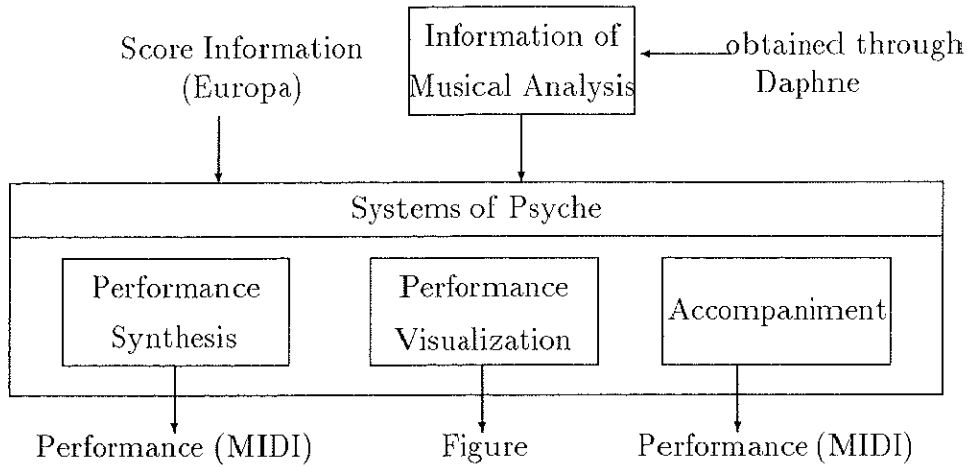 Score Information
(Europa)
Information of
Musical Analysis
obtained through
Daphne
Systems of Psyche
Performance
Synthesis
Performance
Visualization
Accompaniment
Performance (MIDI)
Figure
Performance (MIDI)